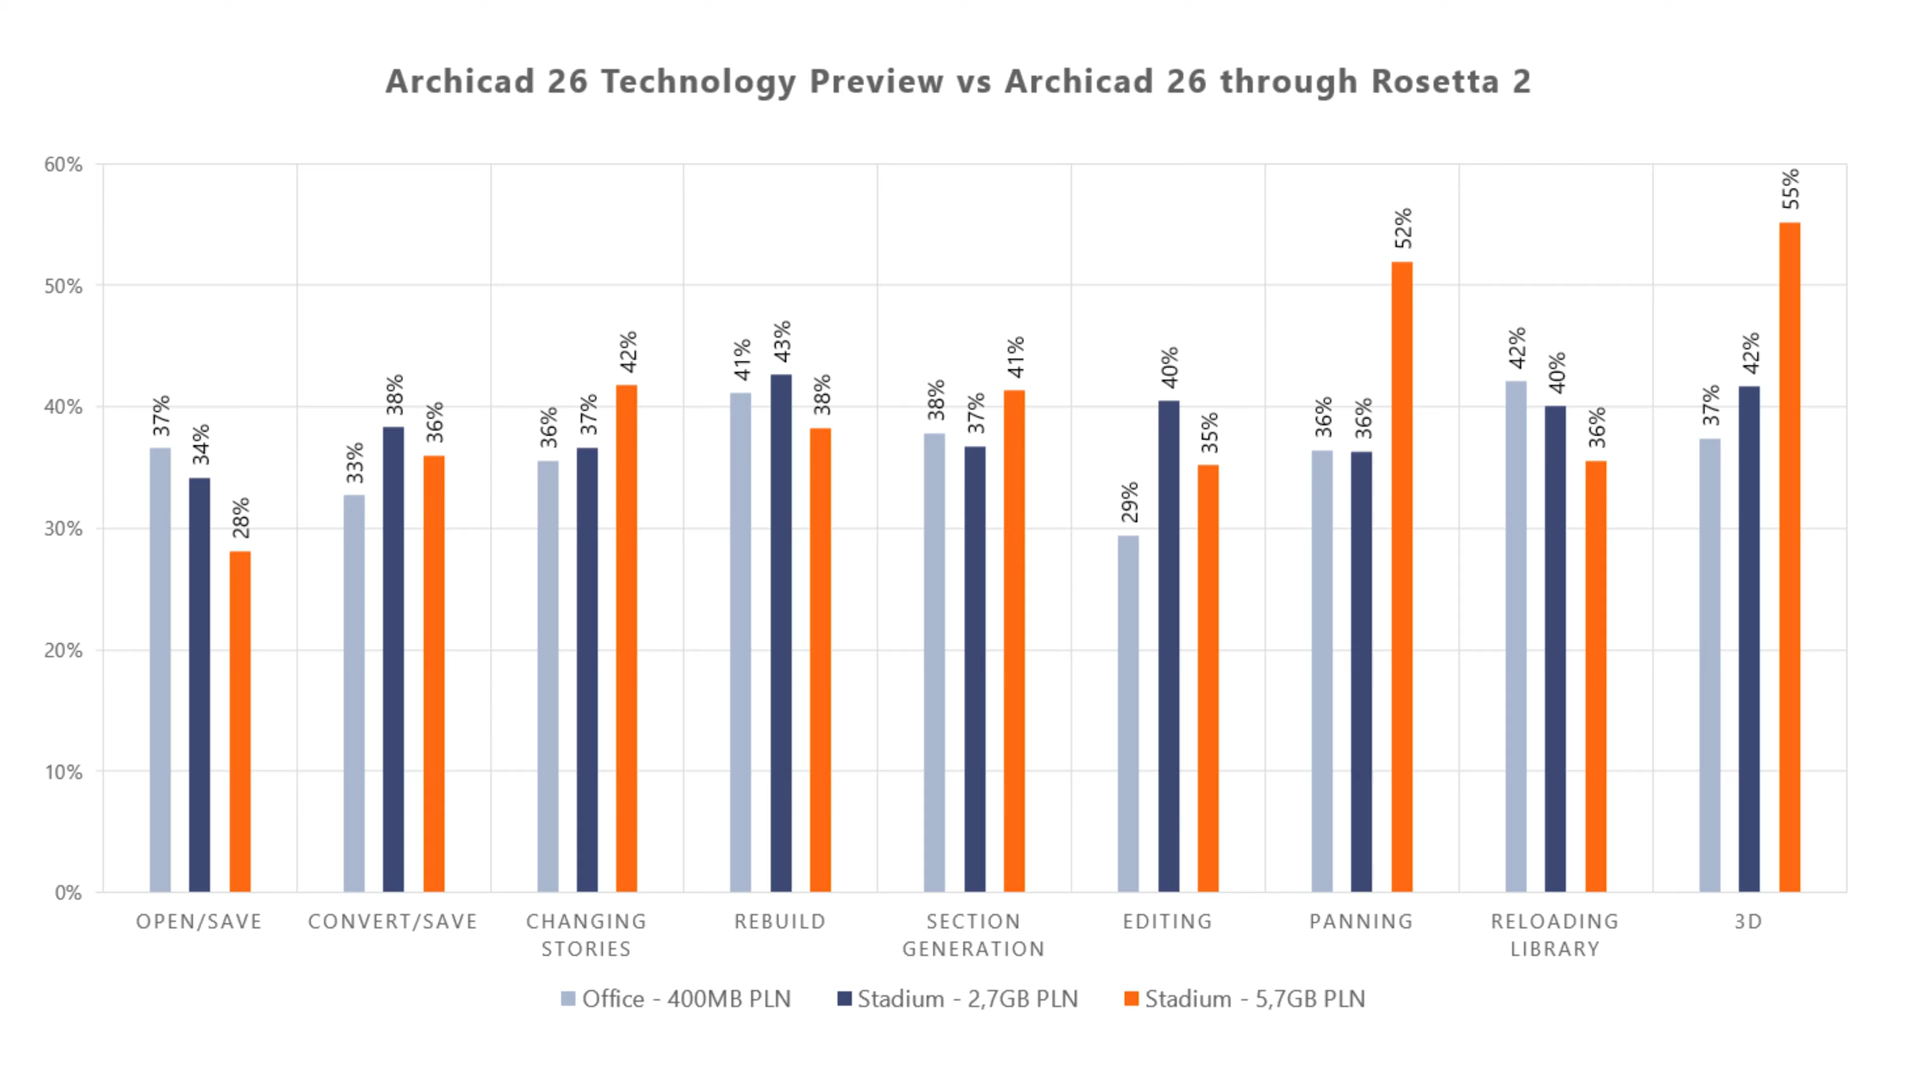 Archicad 26 Technology Preview vs Archicad 26 through Rosetta 2
60%
50%
40%
30%
20%
10%
0%
37%
34%
28%
33%
38%
36%
36%
37%
42%
41%
43%
38%
38%
37%
41%
29%
40%
35%
36%
36%
52%
42%
40%
36%
37%
42%
55%
OPEN/SAVE
CONVERT/SAVE
CHANGING
STORIES
REBUILD
SECTION
GENERATION
EDITING
PANNING
RELOADING
LIBRARY
3D
Office - 400MB PLN
Stadium - 2,7GB PLN
Stadium - 5,7GB PLN